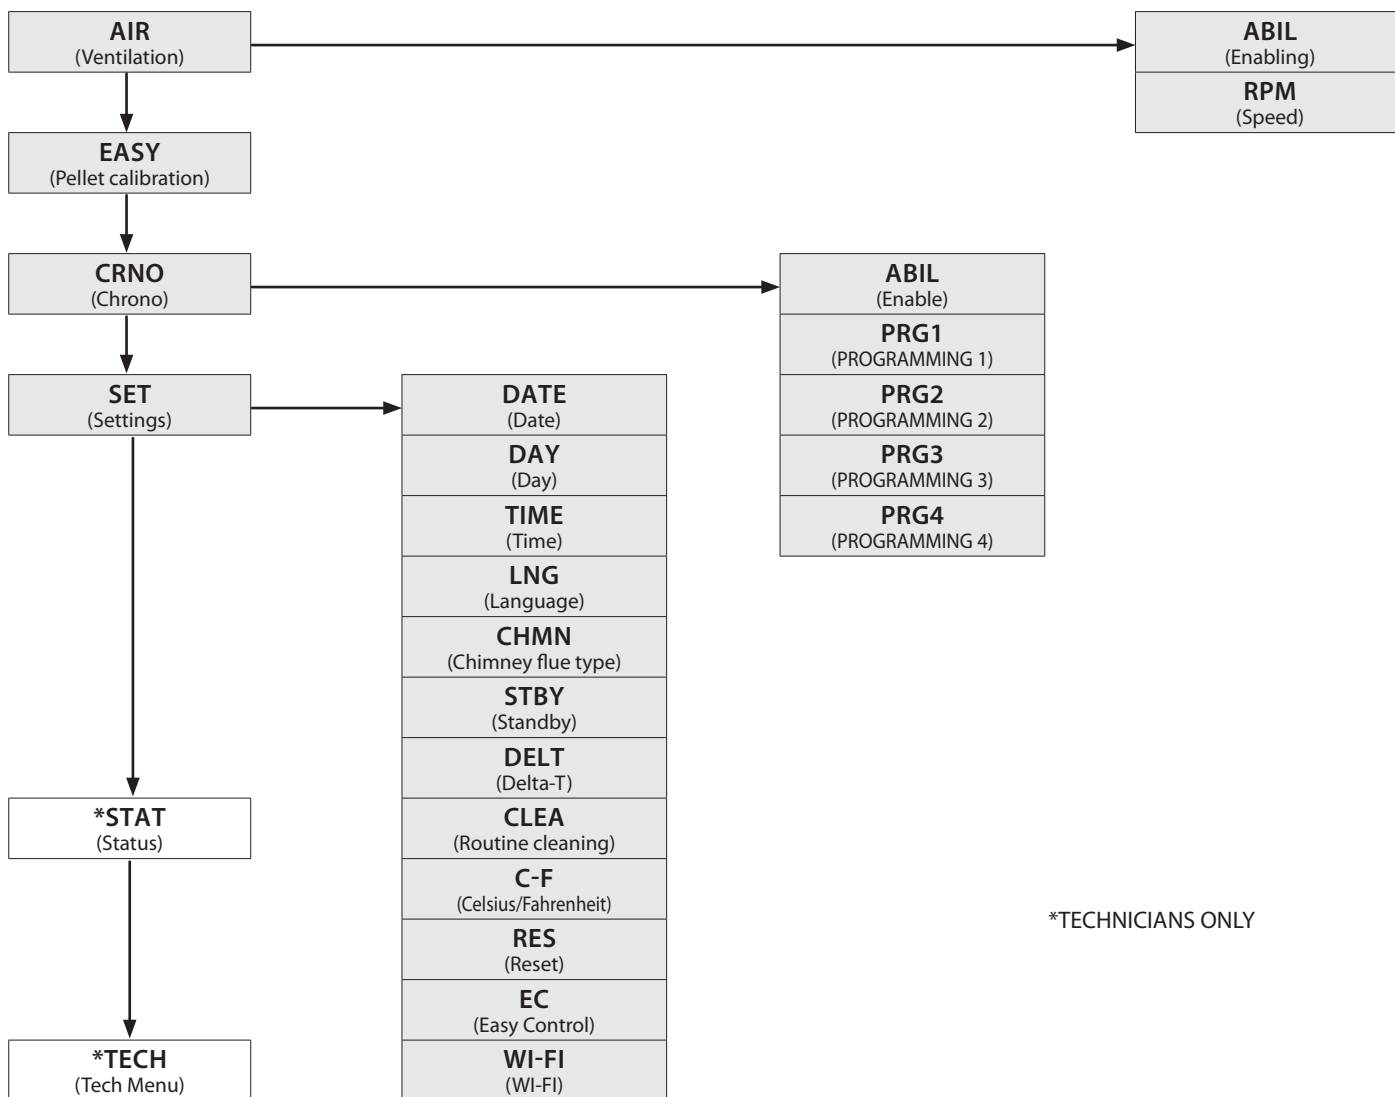 AIR
(Ventilation)
ABIL
(Enabling)
RPM
(Speed)
EASY
(Pellet calibration)
CRNO
(Chrono)
ABIL
(Enable)
PRG1
(PROGRAMMING 1)
PRG2
(PROGRAMMING 2)
PRG3
(PROGRAMMING 3)
PRG4
(PROGRAMMING 4)
SET
(Settings)
DATE
(Date)
DAY
(Day)
TIME
(Time)
LNG
(Language)
CHMN
(Chimney flue type)
STBY
(Standby)
DELT
(Delta-T)
CLEA
(Routine cleaning)
C-F
(Celsius/Fahrenheit)
RES
(Reset)
EC
(Easy Control)
WI-FI
(WI-FI)
*STAT
(Status)
*TECH
(Tech Menu)
*TECHNICIANS ONLY